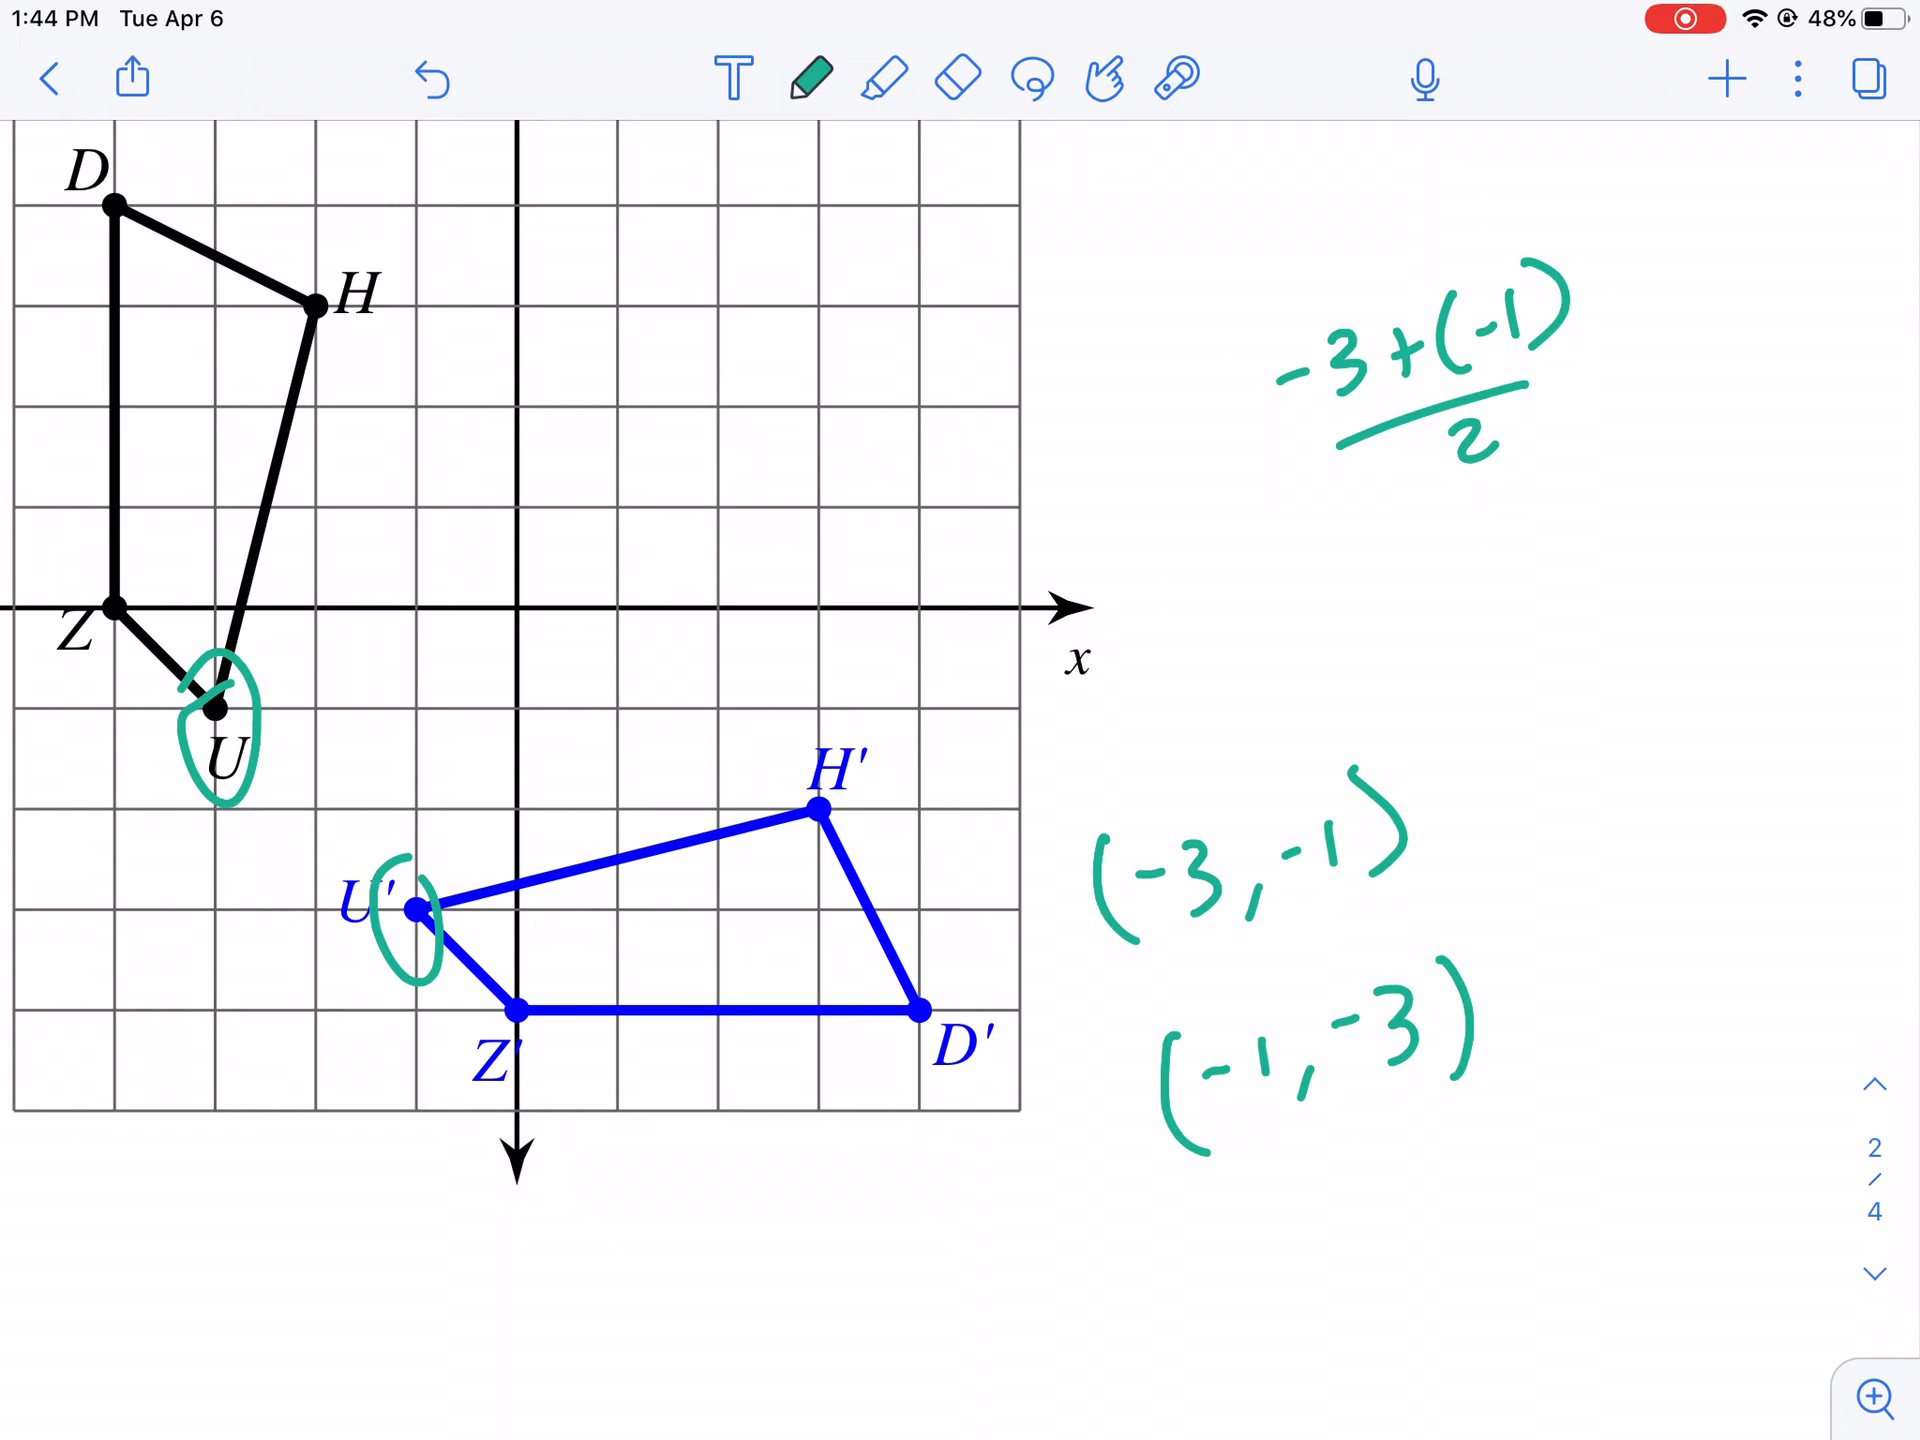 1:44 PM Tue Apr 6
48%
T
D
H
-3+(-1)
2
Z
x
U
H'
U'
(-3,-1)
Z'
D'
(-1,-3)
2
/
4